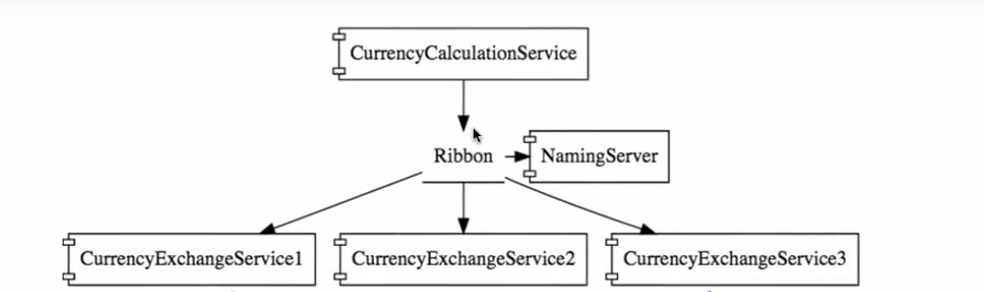 CurrencyCalculationService
Ribbon
NamingServer
CurrencyExchangeService1
CurrencyExchangeService2
CurrencyExchangeService3